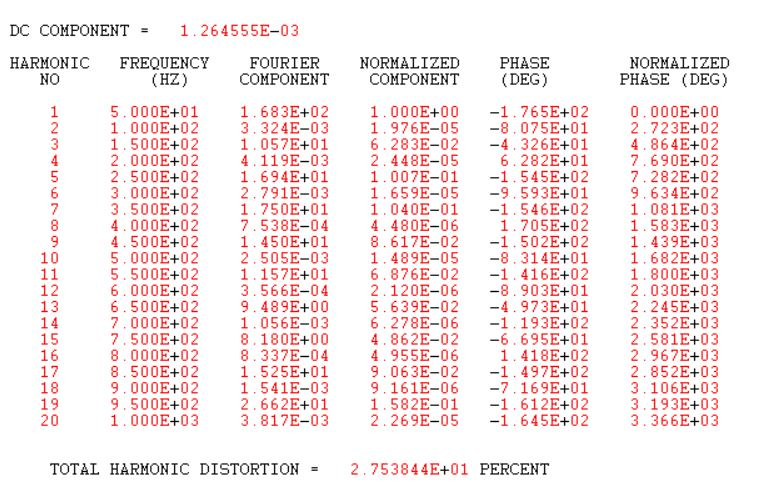 DC COMPONENT = 1.264555E-03
HARMONIC FREQUENCY FOURIER NORMALIZED PHASE NORMALIZED
NO (HZ) COMPONENT COMPONENT (DEG) PHASE (DEG)
1 5.000E+01 1.683E+02 1.000E+00 -1.765E+02 0.000E+00
2 1.000E+02 3.324E-03 1.976E-05 -8.075E+01 2.723E+02
3 1.500E+02 1.057E+01 6.283E-02 -4.326E+01 4.864E+02
4 2.000E+02 4.119E-03 2.448E-05 6.282E+01 7.690E+02
5 2.500E+02 1.694E+01 1.007E-01 -1.545E+02 7.282E+02
6 3.000E+02 2.791E-03 1.659E-05 -9.593E+01 9.634E+02
7 3.500E+02 1.750E+01 1.040E-01 -1.546E+02 1.081E+03
8 4.000E+02 7.538E-04 4.480E-06 1.705E+02 1.583E+03
9 4.500E+02 1.450E+01 8.617E-02 -1.502E+02 1.439E+03
10 5.000E+02 2.505E-03 1.489E-05 -8.314E+01 1.682E+03
11 5.500E+02 1.157E+01 6.876E-02 -1.416E+02 1.800E+03
12 6.000E+02 3.566E-04 2.120E-06 -8.903E+01 2.030E+03
13 6.500E+02 9.489E+00 5.639E-02 -4.973E+01 2.245E+03
14 7.000E+02 1.056E-03 6.278E-06 -1.193E+02 2.352E+03
15 7.500E+02 8.180E+00 4.862E-02 -6.695E+01 2.581E+03
16 8.000E+02 8.337E-04 4.955E-06 1.418E+02 2.967E+03
17 8.500E+02 1.525E+01 9.063E-02 -1.497E+02 2.852E+03
18 9.000E+02 1.541E-03 9.161E-06 -7.169E+01 3.106E+03
19 9.500E+02 2.662E+01 1.582E-01 -1.612E+02 3.193E+03
20 1.000E+03 3.817E-03 2.269E-05 -1.645E+02 3.366E+03
TOTAL HARMONIC DISTORTION = 2.753844E+01 PERCENT